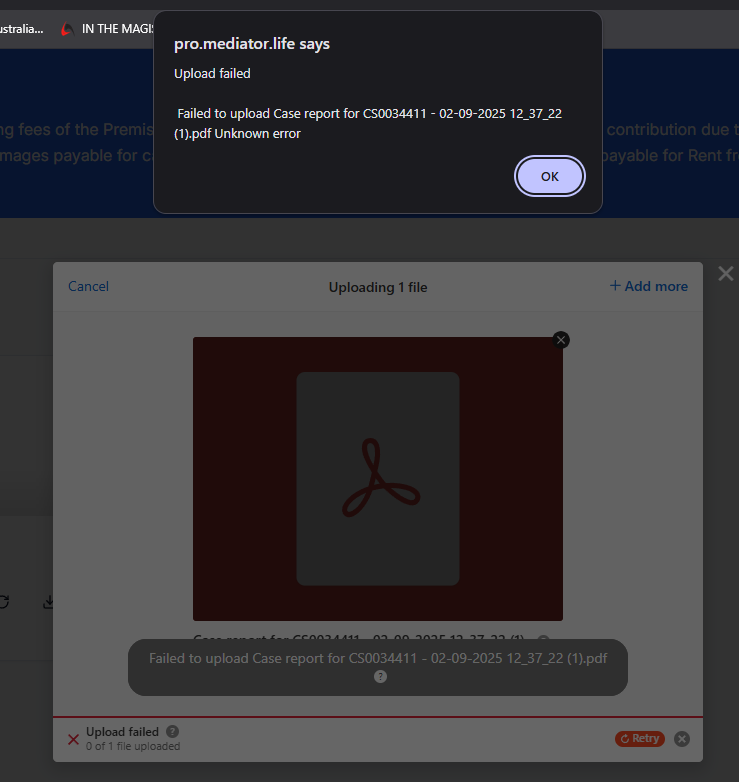 ustralia...
IN THE MAGIS
pro.mediator.life says
Upload failed
Failed to upload Case report for CS0034411 - 02-09-2025 12_37_22
(1).pdf Unknown error
OK
ng fees of the Premis
contribution due t
mages payable for ca
payable for Rent fr
Cancel
Uploading 1 file
+ Add more
Case report for CS0034411 - 02-09-2025 12_37_22 (1)
Failed to upload Case report for CS0034411 - 02-09-2025 12_37_22 (1).pdf
?
Upload failed ?
0 of 1 file uploaded
Retry